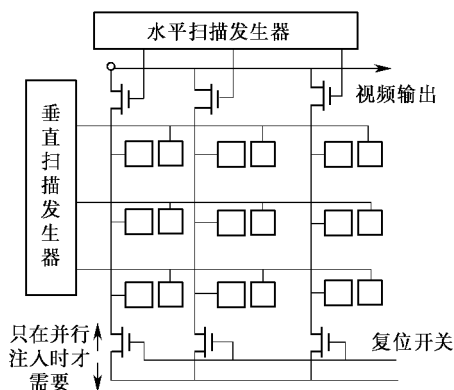 水平扫描发生器
视频输出
垂直扫描发生器
只在并行
注入时才
需要
复位开关